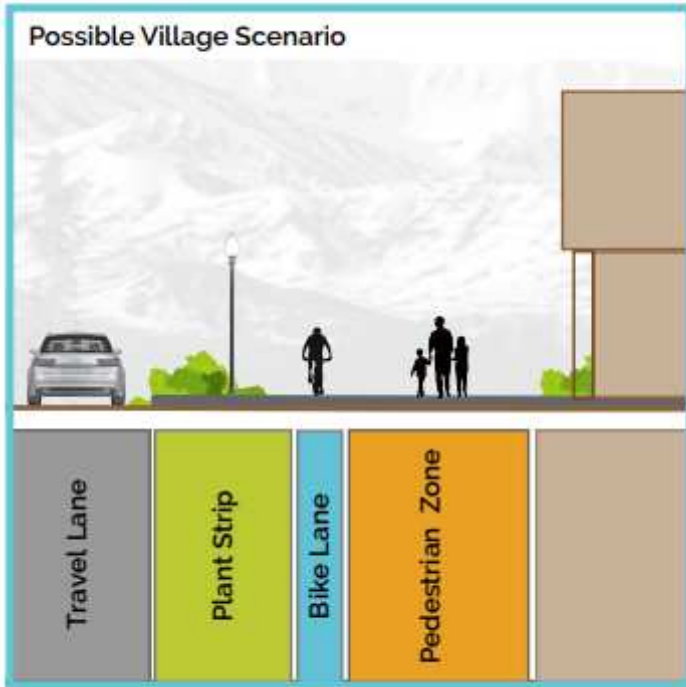 Possible Village Scenario
Travel Lane
Plant Strip
Bike Lane
Pedestrian Zone